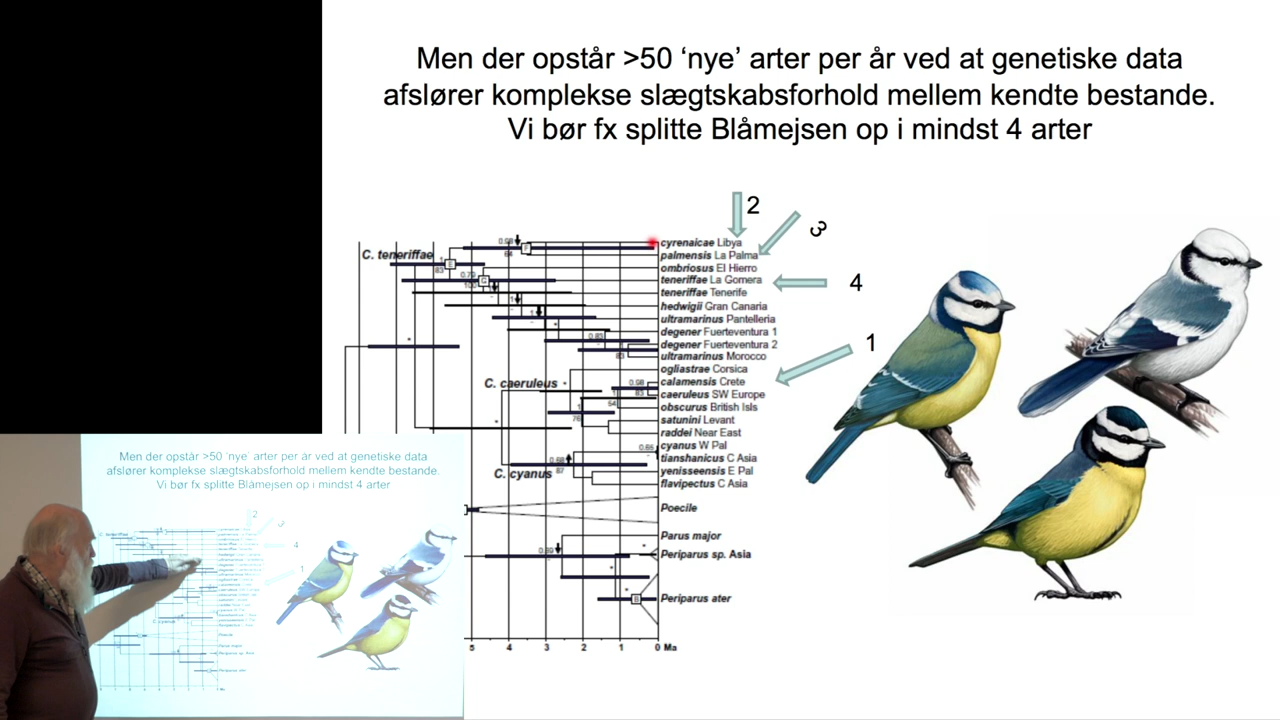 Men der opstår >50 ‘nye’ arter per år ved at genetiske data
afslører komplekse slægtskabsforhold mellem kendte bestande.
Vi bør fx splitte Blåmejsen op i mindst 4 arter
2
3
4
1
C. teneriffae
cyrenaicae Libya
palmensis La Palma
ombriosus El Hierro
teneriffae La Gomera
teneriffae Tenerife
hedwigii Gran Canaria
ultramarinus Pantelleria
degener Fuerteventura 1
degener Fuerteventura 2
ultramarinus Morocco
ogliastrae Corsica
C. caeruleus
calamensis Crete
caeruleus SW Europe
obscurus British Isls
satunini Levant
raddei Near East
cyanus W Pal
tianshanicus C Asia
C. cyanus
yenisseensis E Pal
flavipectus C Asia
Poecile
Parus major
Periparus sp. Asia
Periparus ater
5 4 3 2 1 0 Ma
Men der opstår >50 ‘nye’ arter per år ved at genetiske data
afslører komplekse slægtskabsforhold mellem kendte bestande.
Vi bør fx splitte Blåmejsen op i mindst 4 arter
2
3
4
1